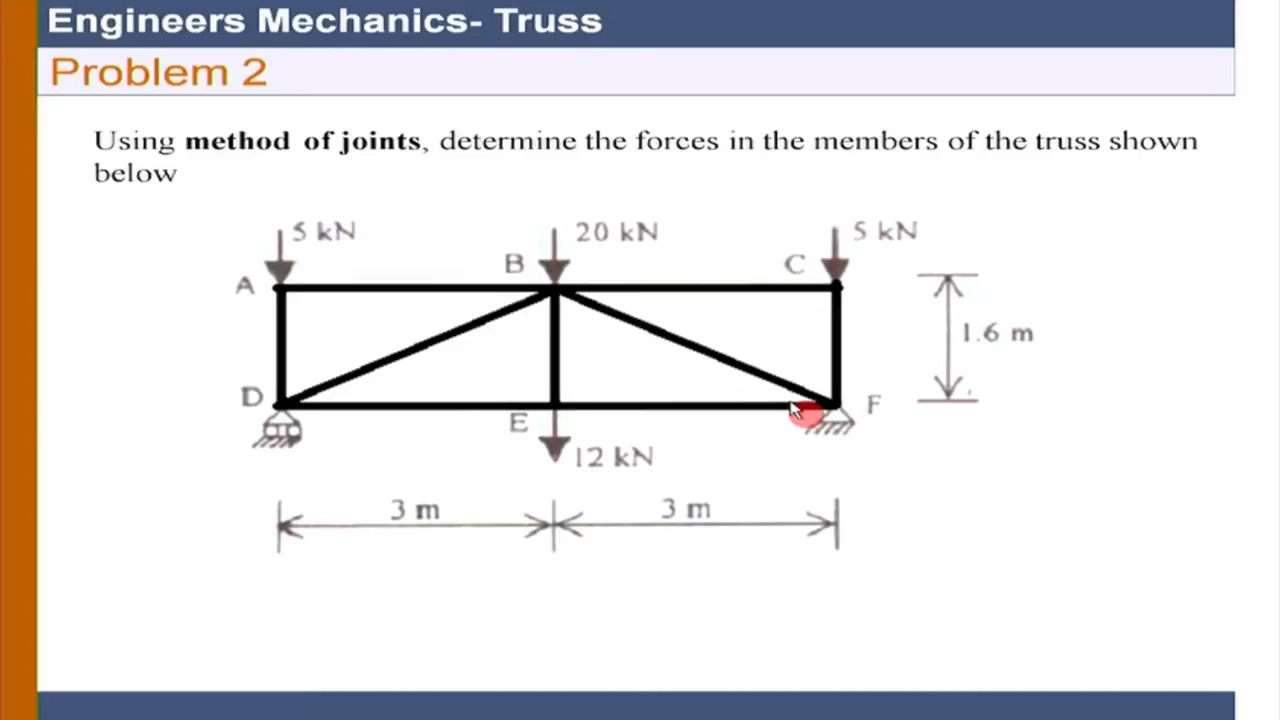 Engineers Mechanics- Truss
Problem 2
Using method of joints, determine the forces in the members of the truss shown
below
5 kN
20 kN
5 kN
A
B
C
1.6 m
D
E
F
12 kN
3 m
3 m